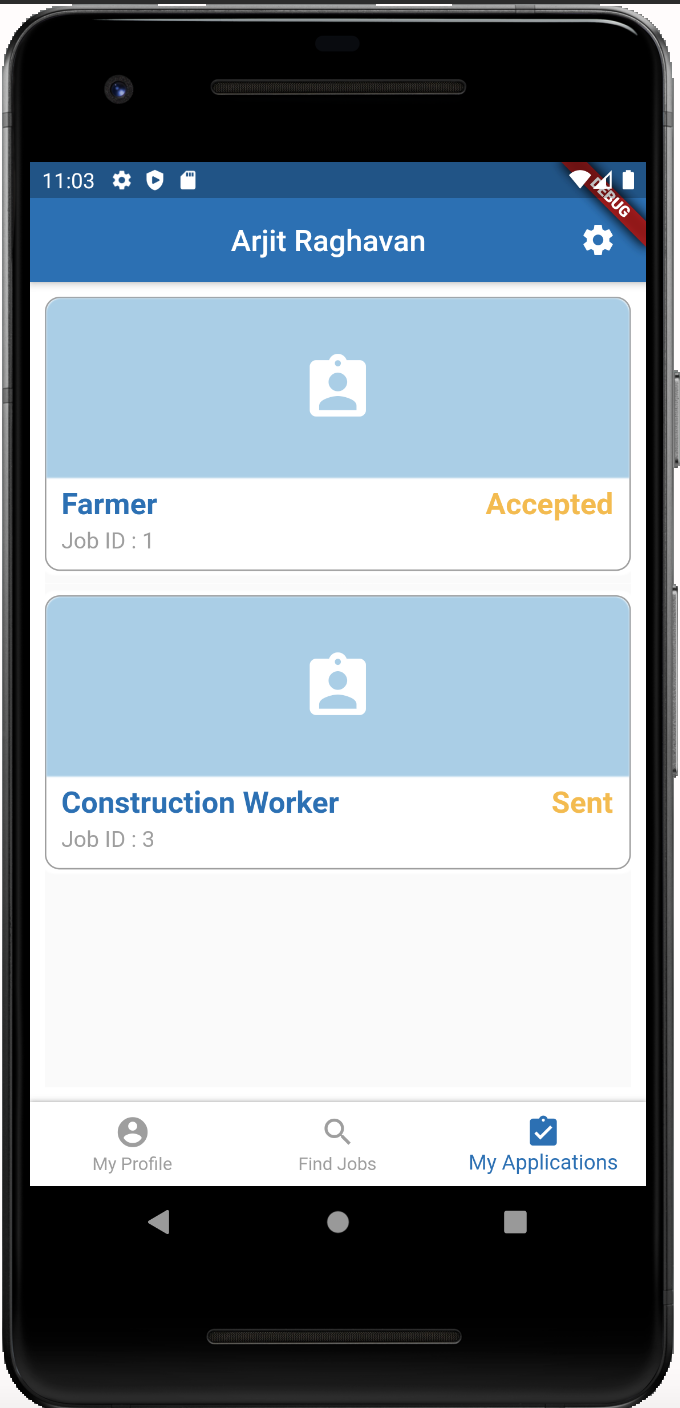 11:03
DEBUG
Arjit Raghavan
Farmer Accepted
Job ID : 1
Construction Worker Sent
Job ID : 3
My Profile Find Jobs My Applications